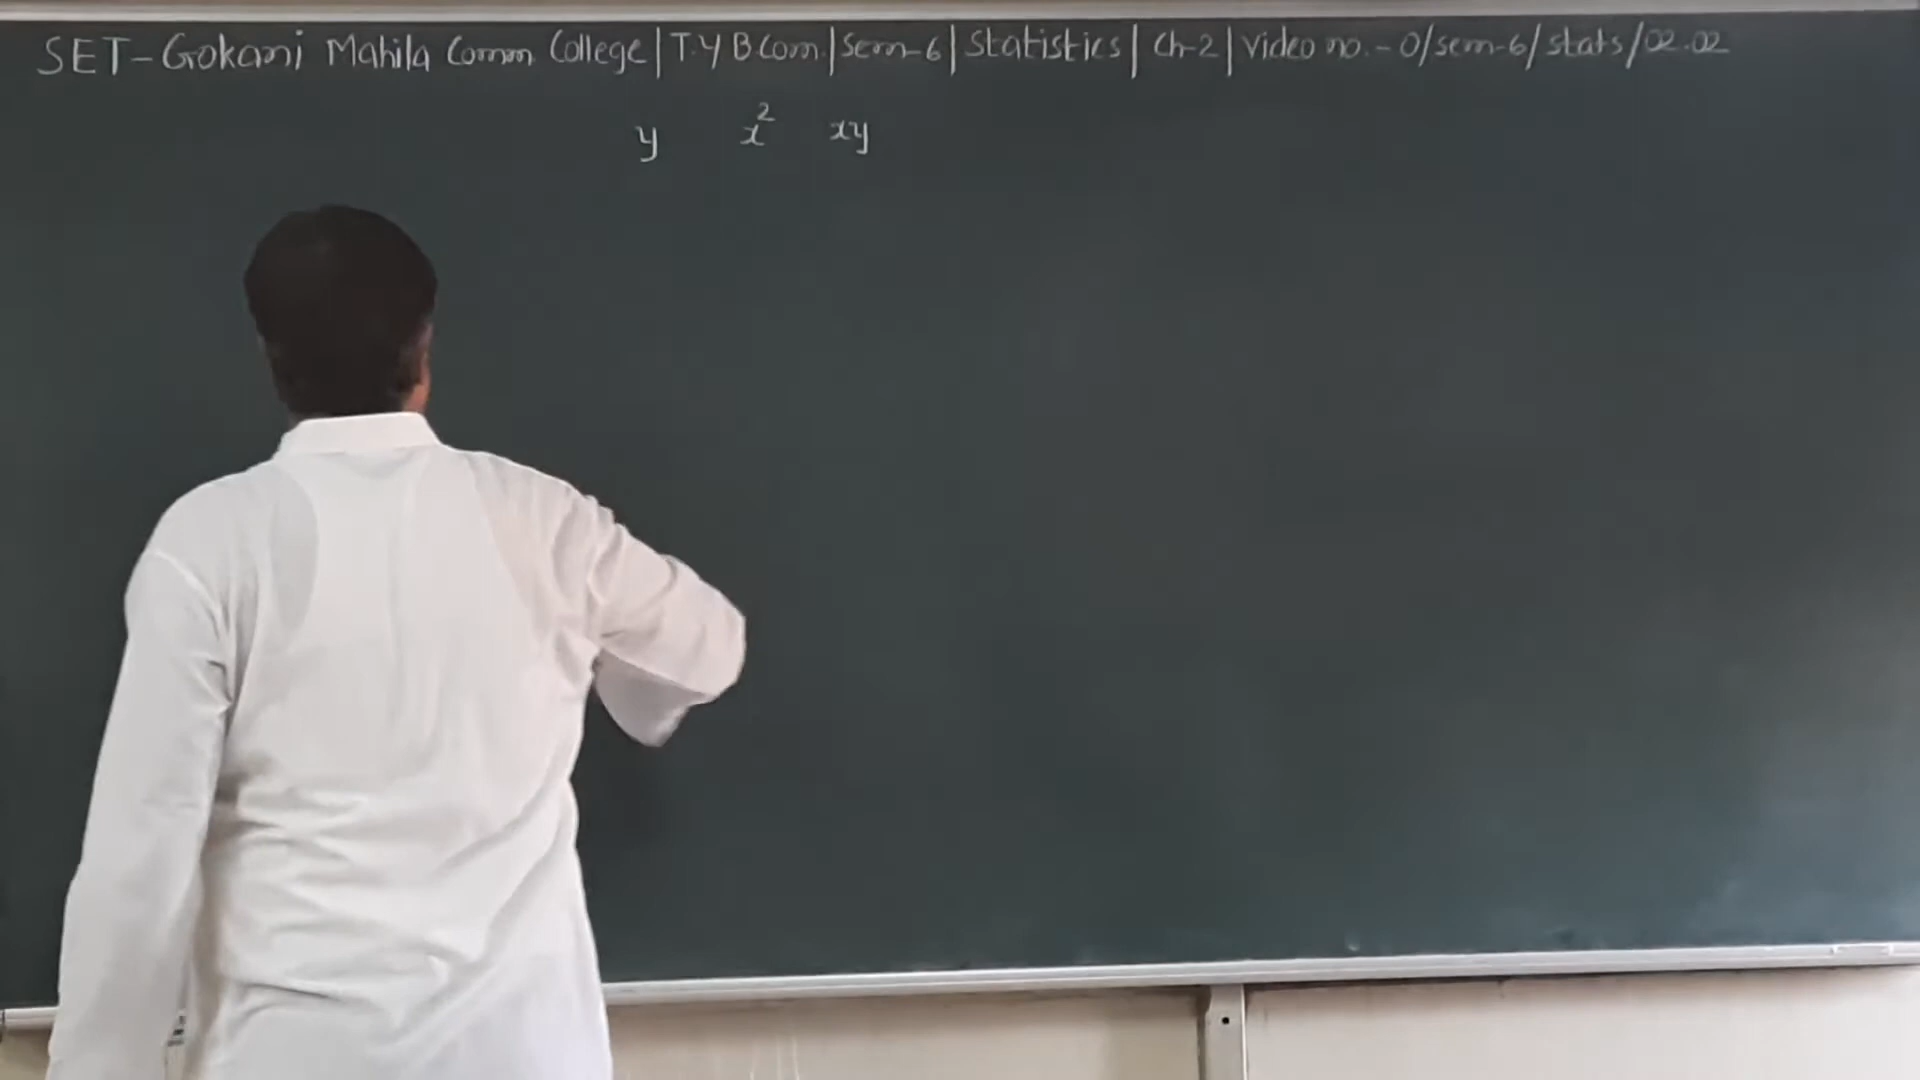 SET-Gokani Mahila Comm College | T.Y B Com. | Sem-6 | Statistics | Ch-2 | Video no. - 0/sem-6/stats/02.02
y x² xy